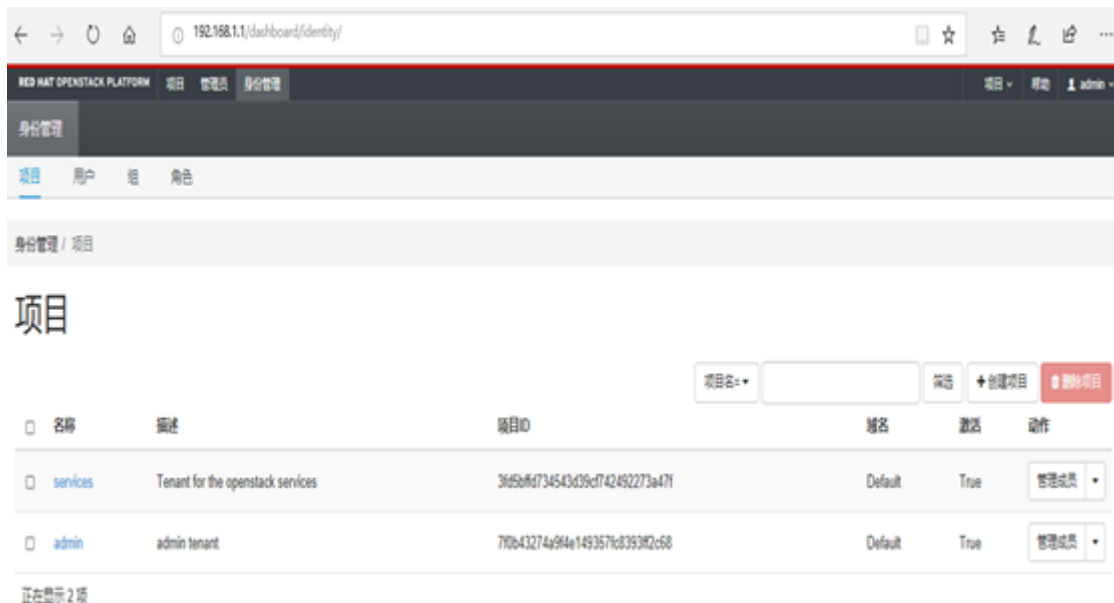 192.168.1.1/dashboard/identity/
RED HAT OPENSTACK PLATFORM 项目 管理员 身份管理 项目 帮助 admin
身份管理
项目 用户 组 角色
身份管理 / 项目
项目
项目名= 筛选 +创建项目 删除项目
名称 描述 项目ID 域名 激活 动作
services Tenant for the openstack services 3fd5bffd734543d39cf742492273a47f Default True 管理成员
admin admin tenant 7f0b43274a9f4e149357fc8393ff2c68 Default True 管理成员
正在显示 2 项